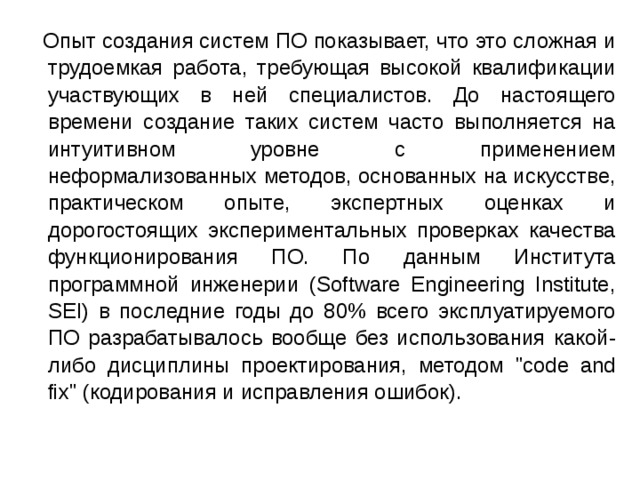 Опыт создания систем ПО показывает, что это сложная и
трудоемкая работа, требующая высокой квалификации
участвующих в ней специалистов. До настоящего
времени создание таких систем часто выполняется на
интуитивном уровне с применением
неформализованных методов, основанных на искусстве,
практическом опыте, экспертных оценках и
дорогостоящих экспериментальных проверках качества
функционирования ПО. По данным Института
программной инженерии (Software Engineering Institute,
SEI) в последние годы до 80% всего эксплуатируемого
ПО разрабатывалось вообще без использования какой-
либо дисциплины проектирования, методом "code and
fix" (кодирования и исправления ошибок).